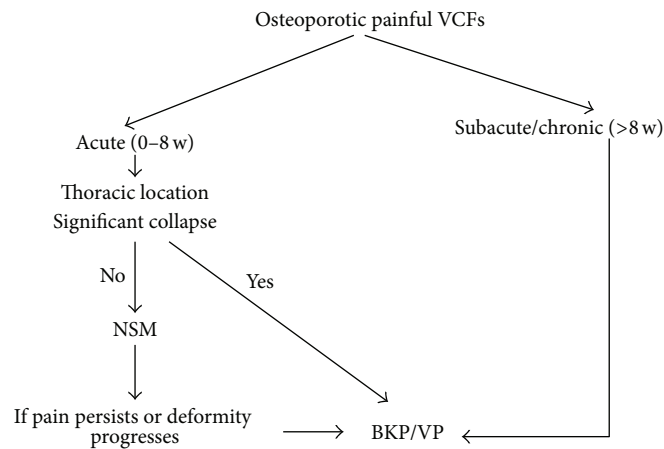 Osteoporotic painful VCFs
Acute (0–8 w)
Subacute/chronic (>8 w)
Thoracic location
Significant collapse
No
Yes
NSM
If pain persists or deformity
progresses
BKP/VP